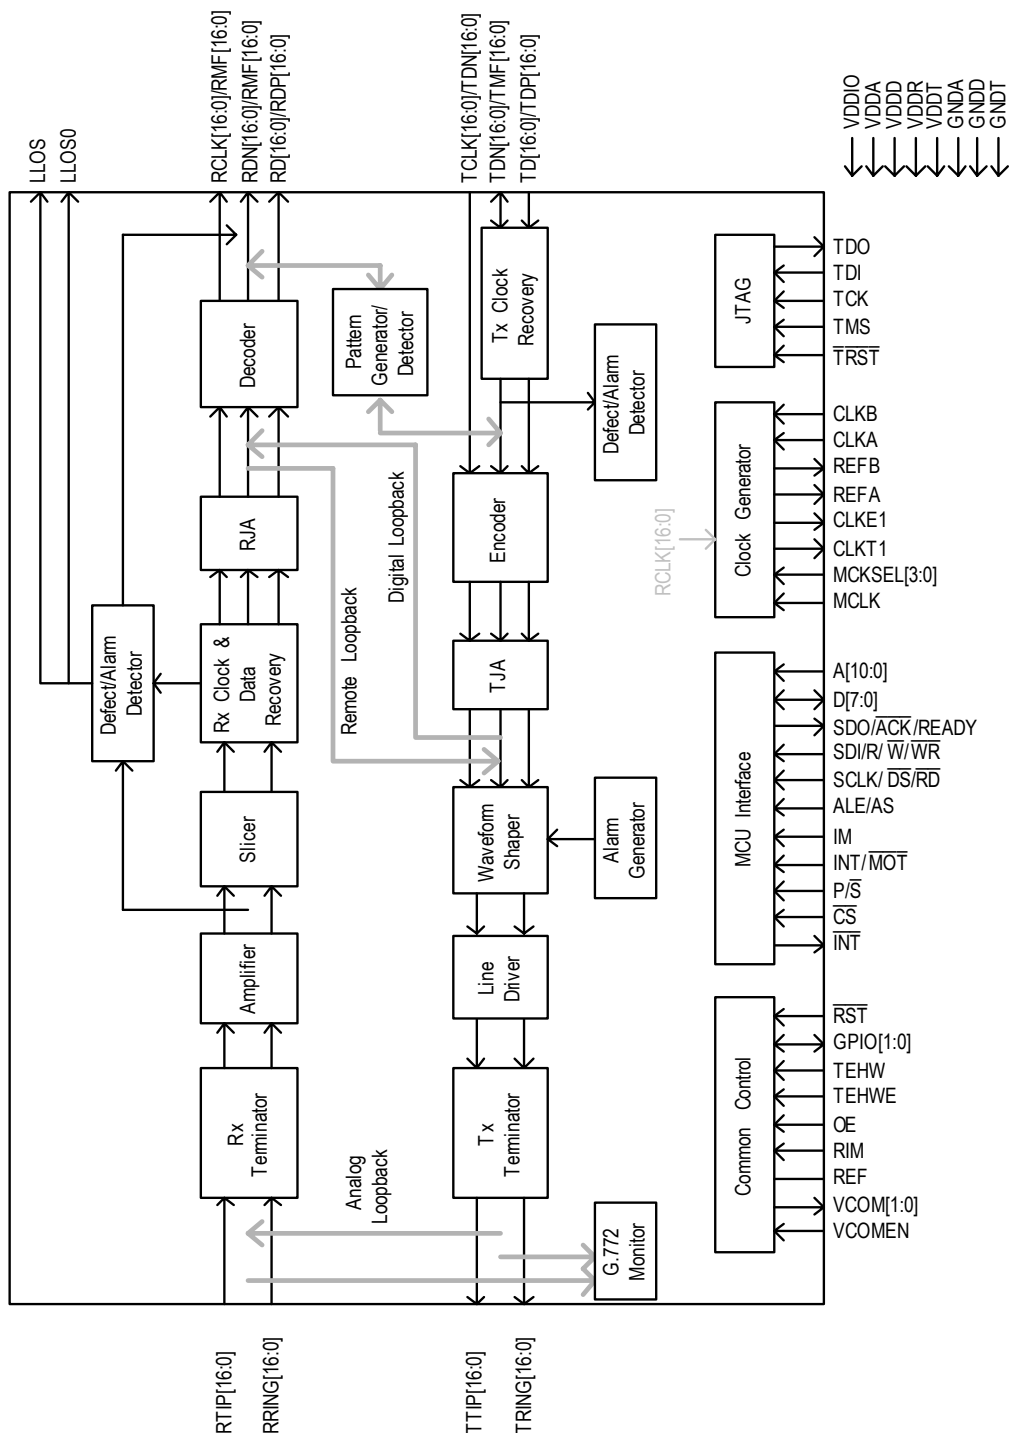 LLOS
LLOS0
RCLK[16:0]/RMF[16:0]
RDN[16:0]/RMF[16:0]
RD[16:0]/RDP[16:0]
TCLK[16:0]/TDN[16:0]
TDN[16:0]/TMF[16:0]
TD[16:0]/TDP[16:0]
VDDIO
VDDA
VDDD
VDDR
VDDT
GNDA
GNDD
GNDT
Decoder
Pattern
Generator/
Detector
Tx Clock
Recovery
Defect/Alarm
Detector
JTAG
TDO
TDI
TCK
TMS
TRST
RJA
Digital Loopback
Encoder
RCLK[16:0]
Clock Generator
CLKB
CLKA
REFB
REFA
CLKE1
CLKT1
MCKSEL[3:0]
MCLK
Defect/Alarm
Detector
Rx Clock &
Data
Recovery
Remote Loopback
TJA
MCU Interface
A[10:0]
D[7:0]
SDO/ACK/READY
SDI/R/ W/WR
SCLK/ DS/RD
ALE/AS
IM
INT/MOT
P/S
CS
INT
Slicer
Waveform
Shaper
Alarm
Generator
Amplifier
Line
Driver
Rx
Terminator
Tx
Terminator
Common Control
RST
GPIO[1:0]
TEHW
TEHWE
OE
RIM
REF
VCOM[1:0]
VCOMEN
Analog
Loopback
G.772
Monitor
RTIP[16:0]
RRING[16:0]
TTIP[16:0]
TRING[16:0]